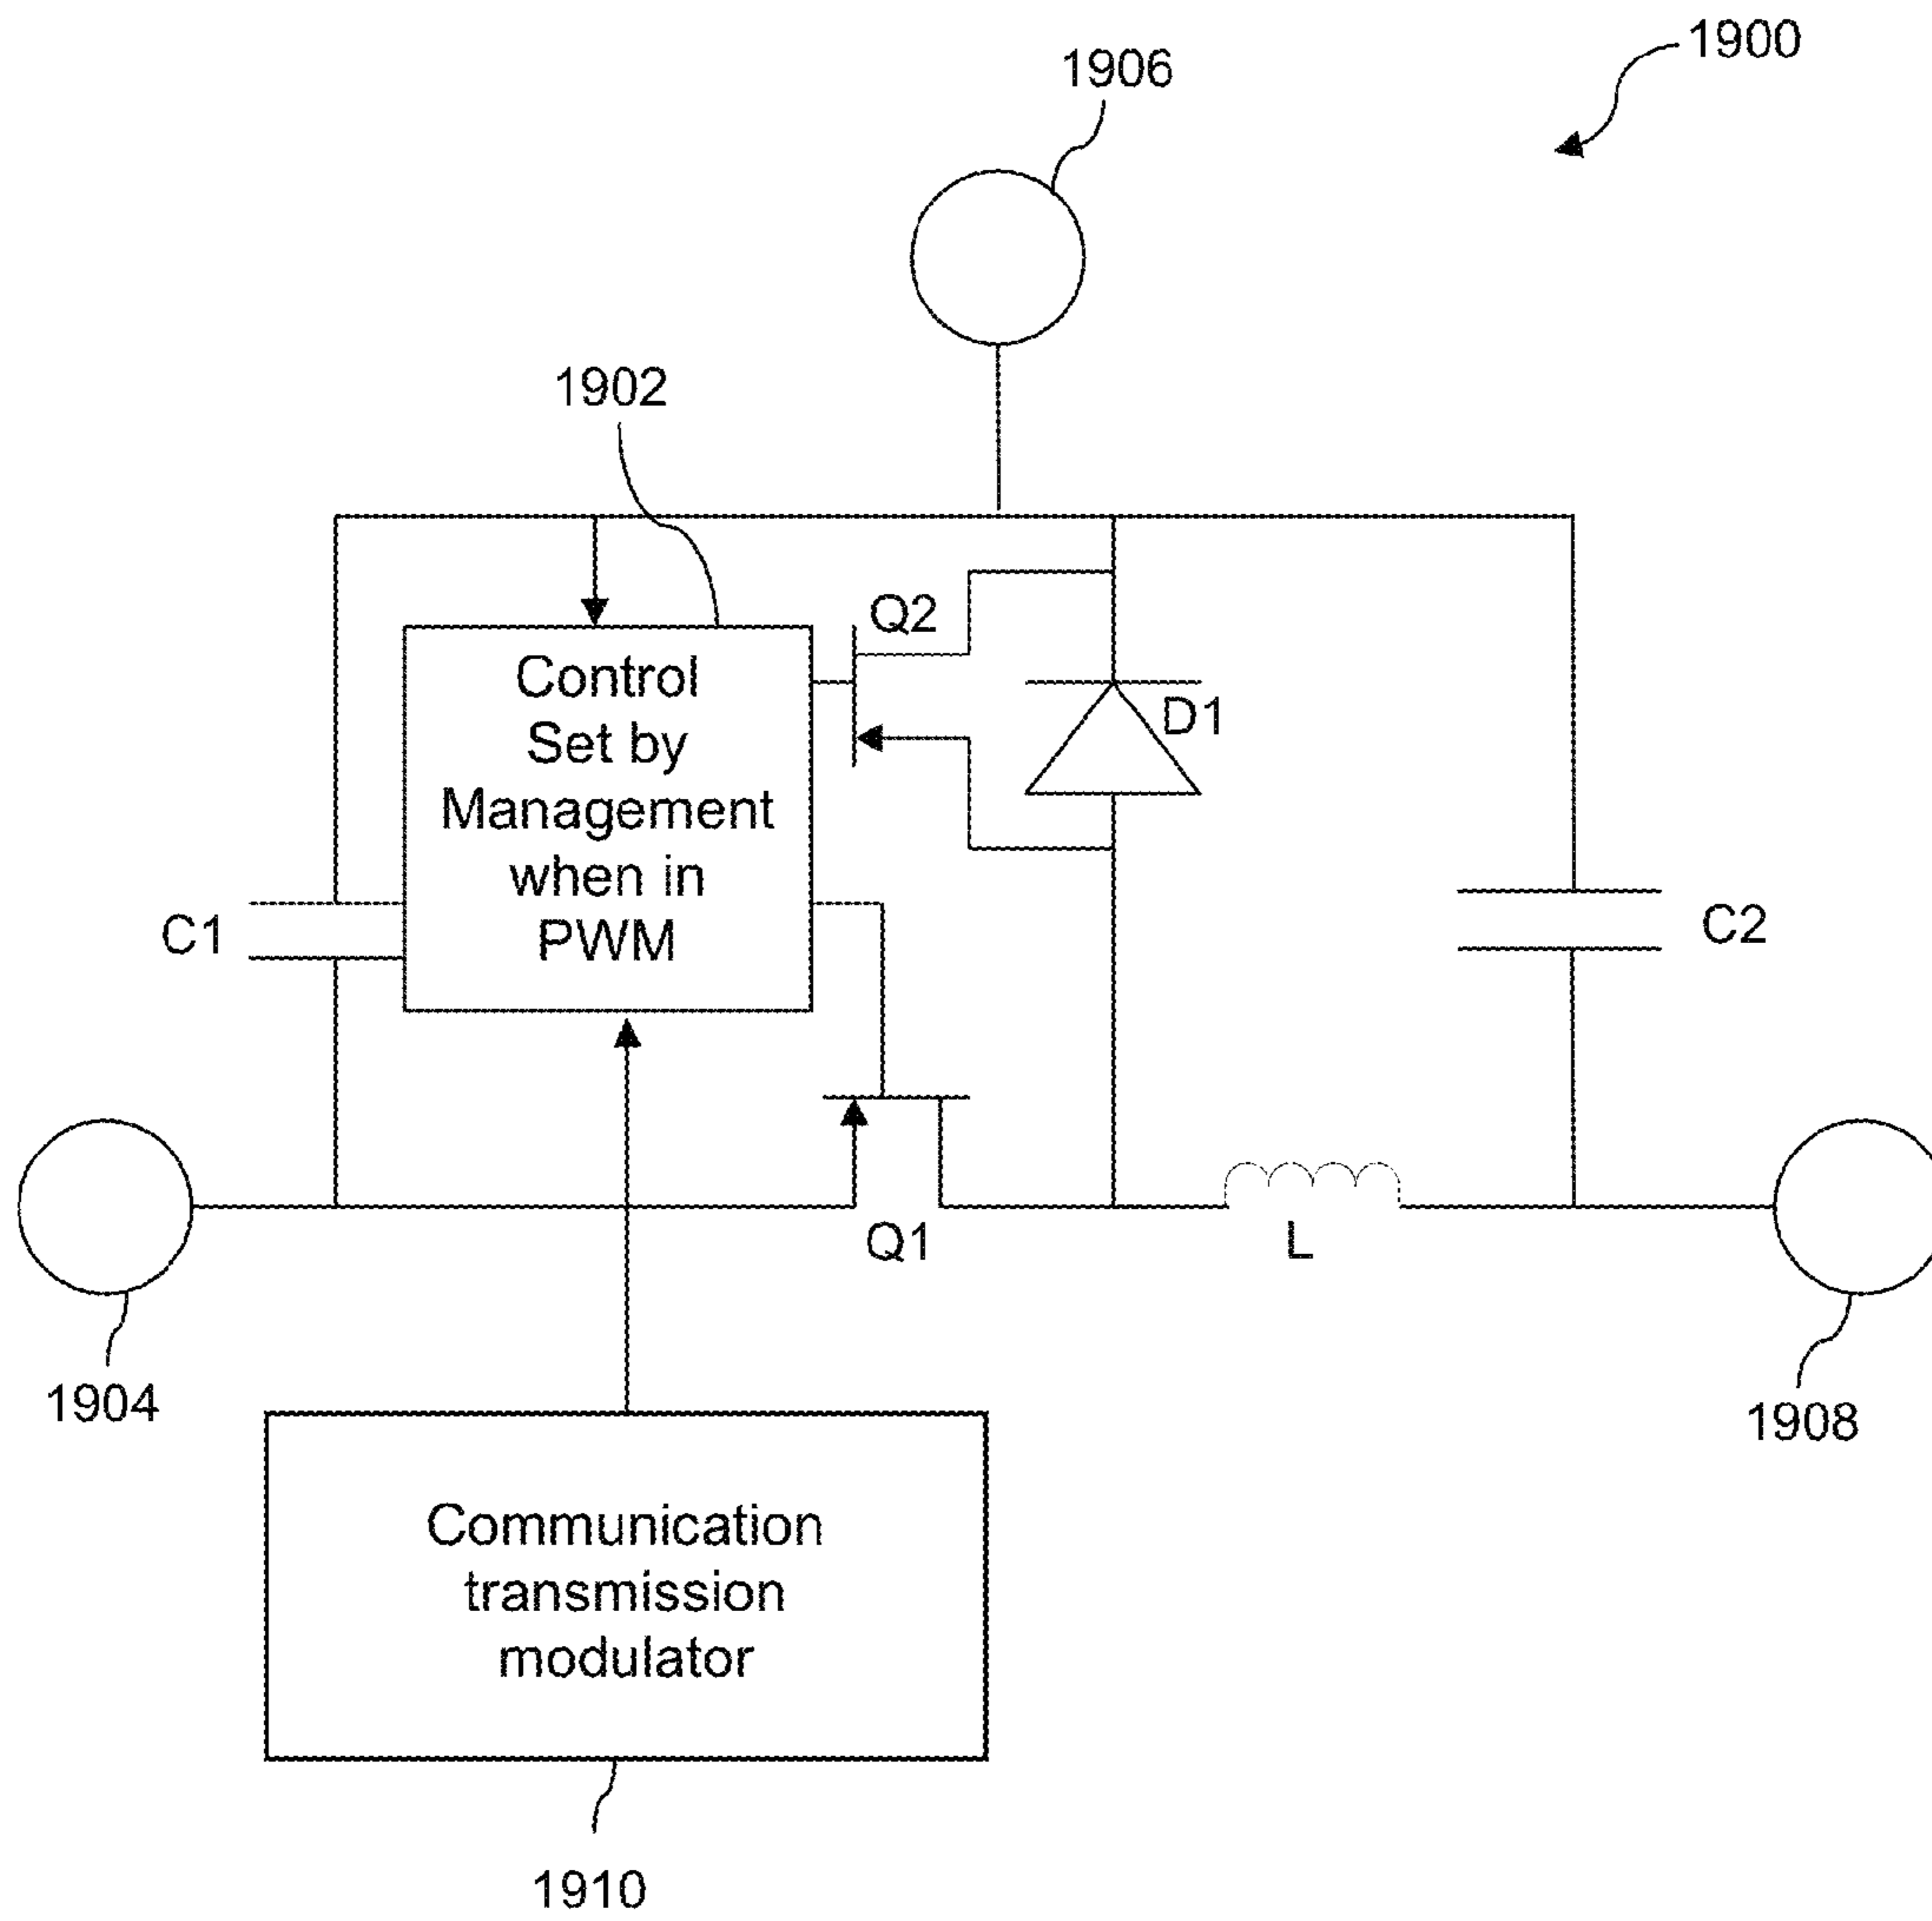 1900
1906
1902
Q2
Control
Set by
Management
when in
PWM
D1
C1
C2
Q1
L
1904
1908
Communication
transmission
modulator
1910